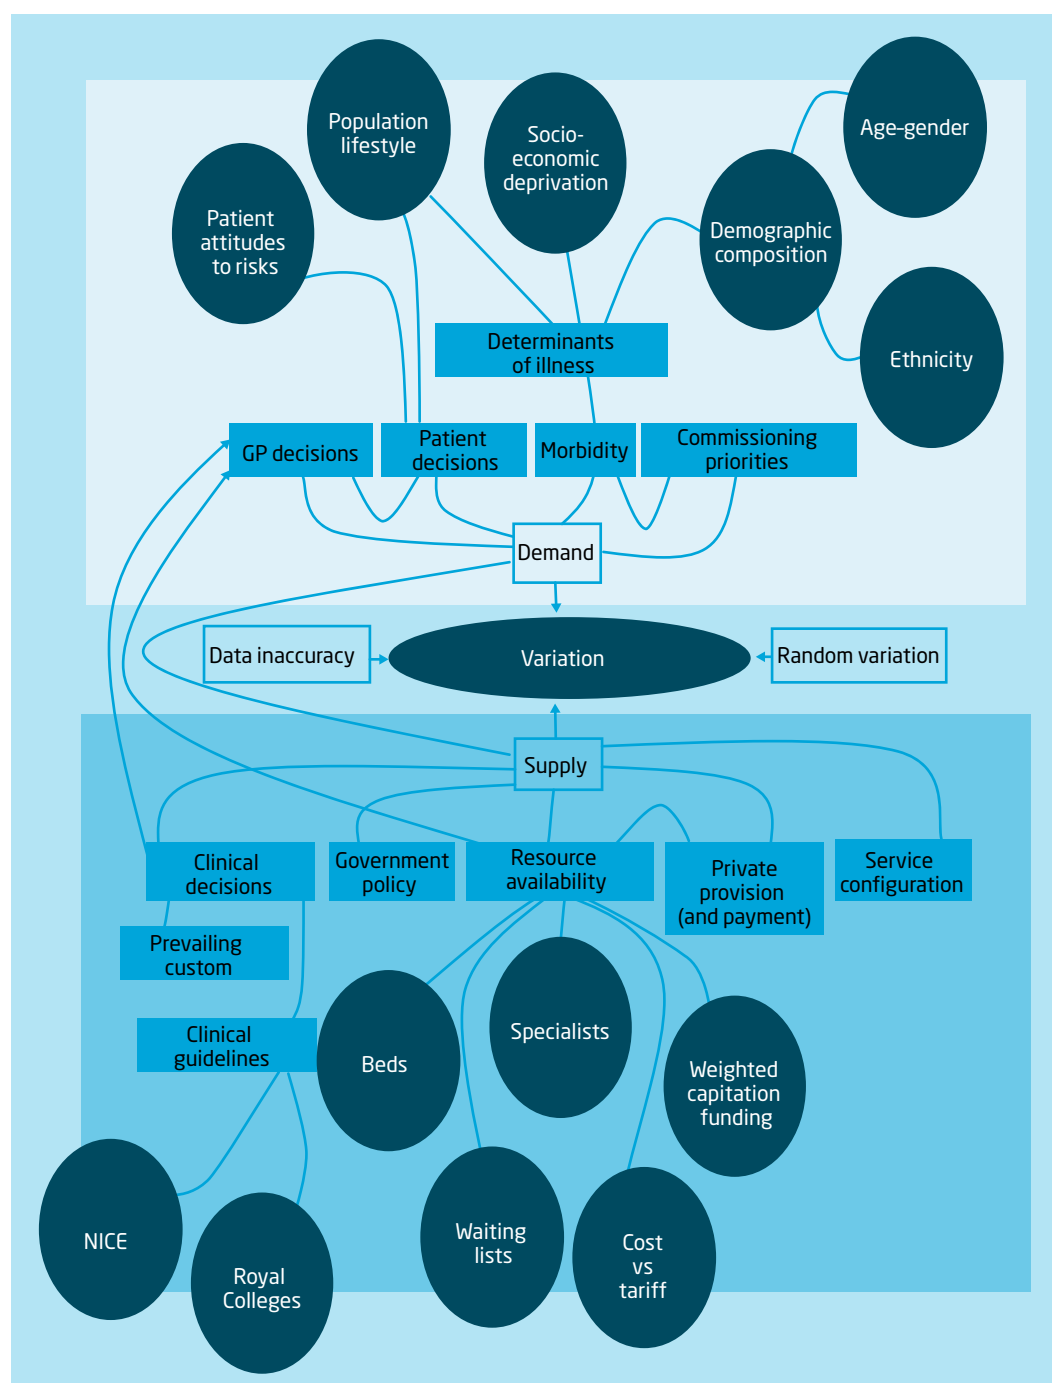 Population
lifestyle
Socio-
economic
deprivation
Age-gender
Patient
attitudes
to risks
Demographic
composition
Ethnicity
Determinants
of illness
GP decisions
Patient
decisions
Morbidity
Commissioning
priorities
Demand
Data inaccuracy
Variation
Random variation
Supply
Clinical
decisions
Government
policy
Resource
availability
Private
provision
(and payment)
Service
configuration
Prevailing
custom
Clinical
guidelines
Beds
Specialists
Weighted
capitation
funding
NICE
Royal
Colleges
Waiting
lists
Cost
vs
tariff